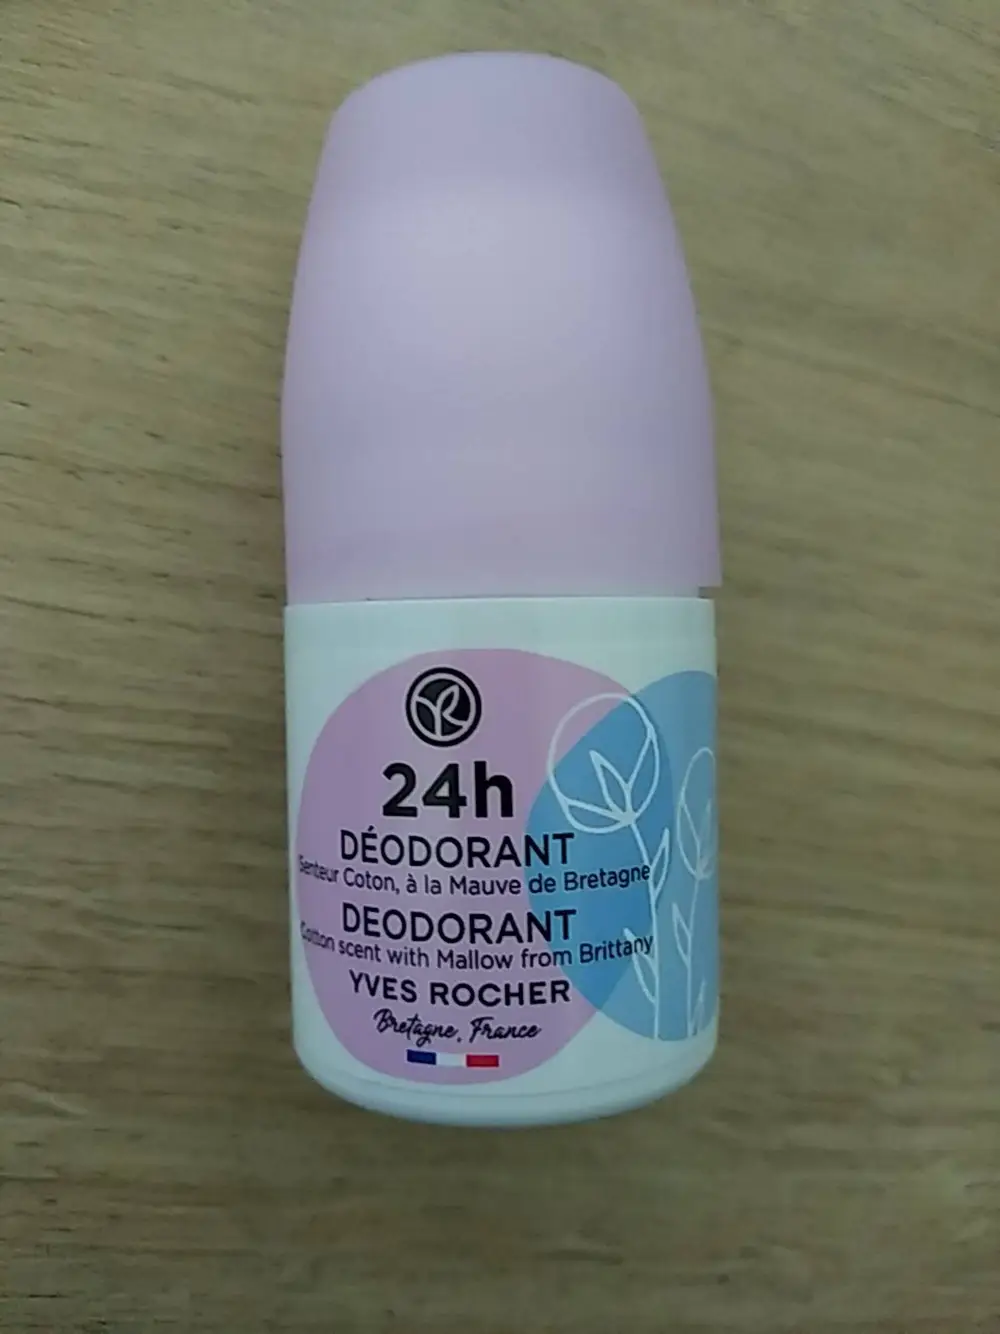 24h
DÉODORANT
Senteur Coton, à la Mauve de Bretagne
DEODORANT
Cotton scent with Mallow from Brittany
YVES ROCHER
Bretagne, France